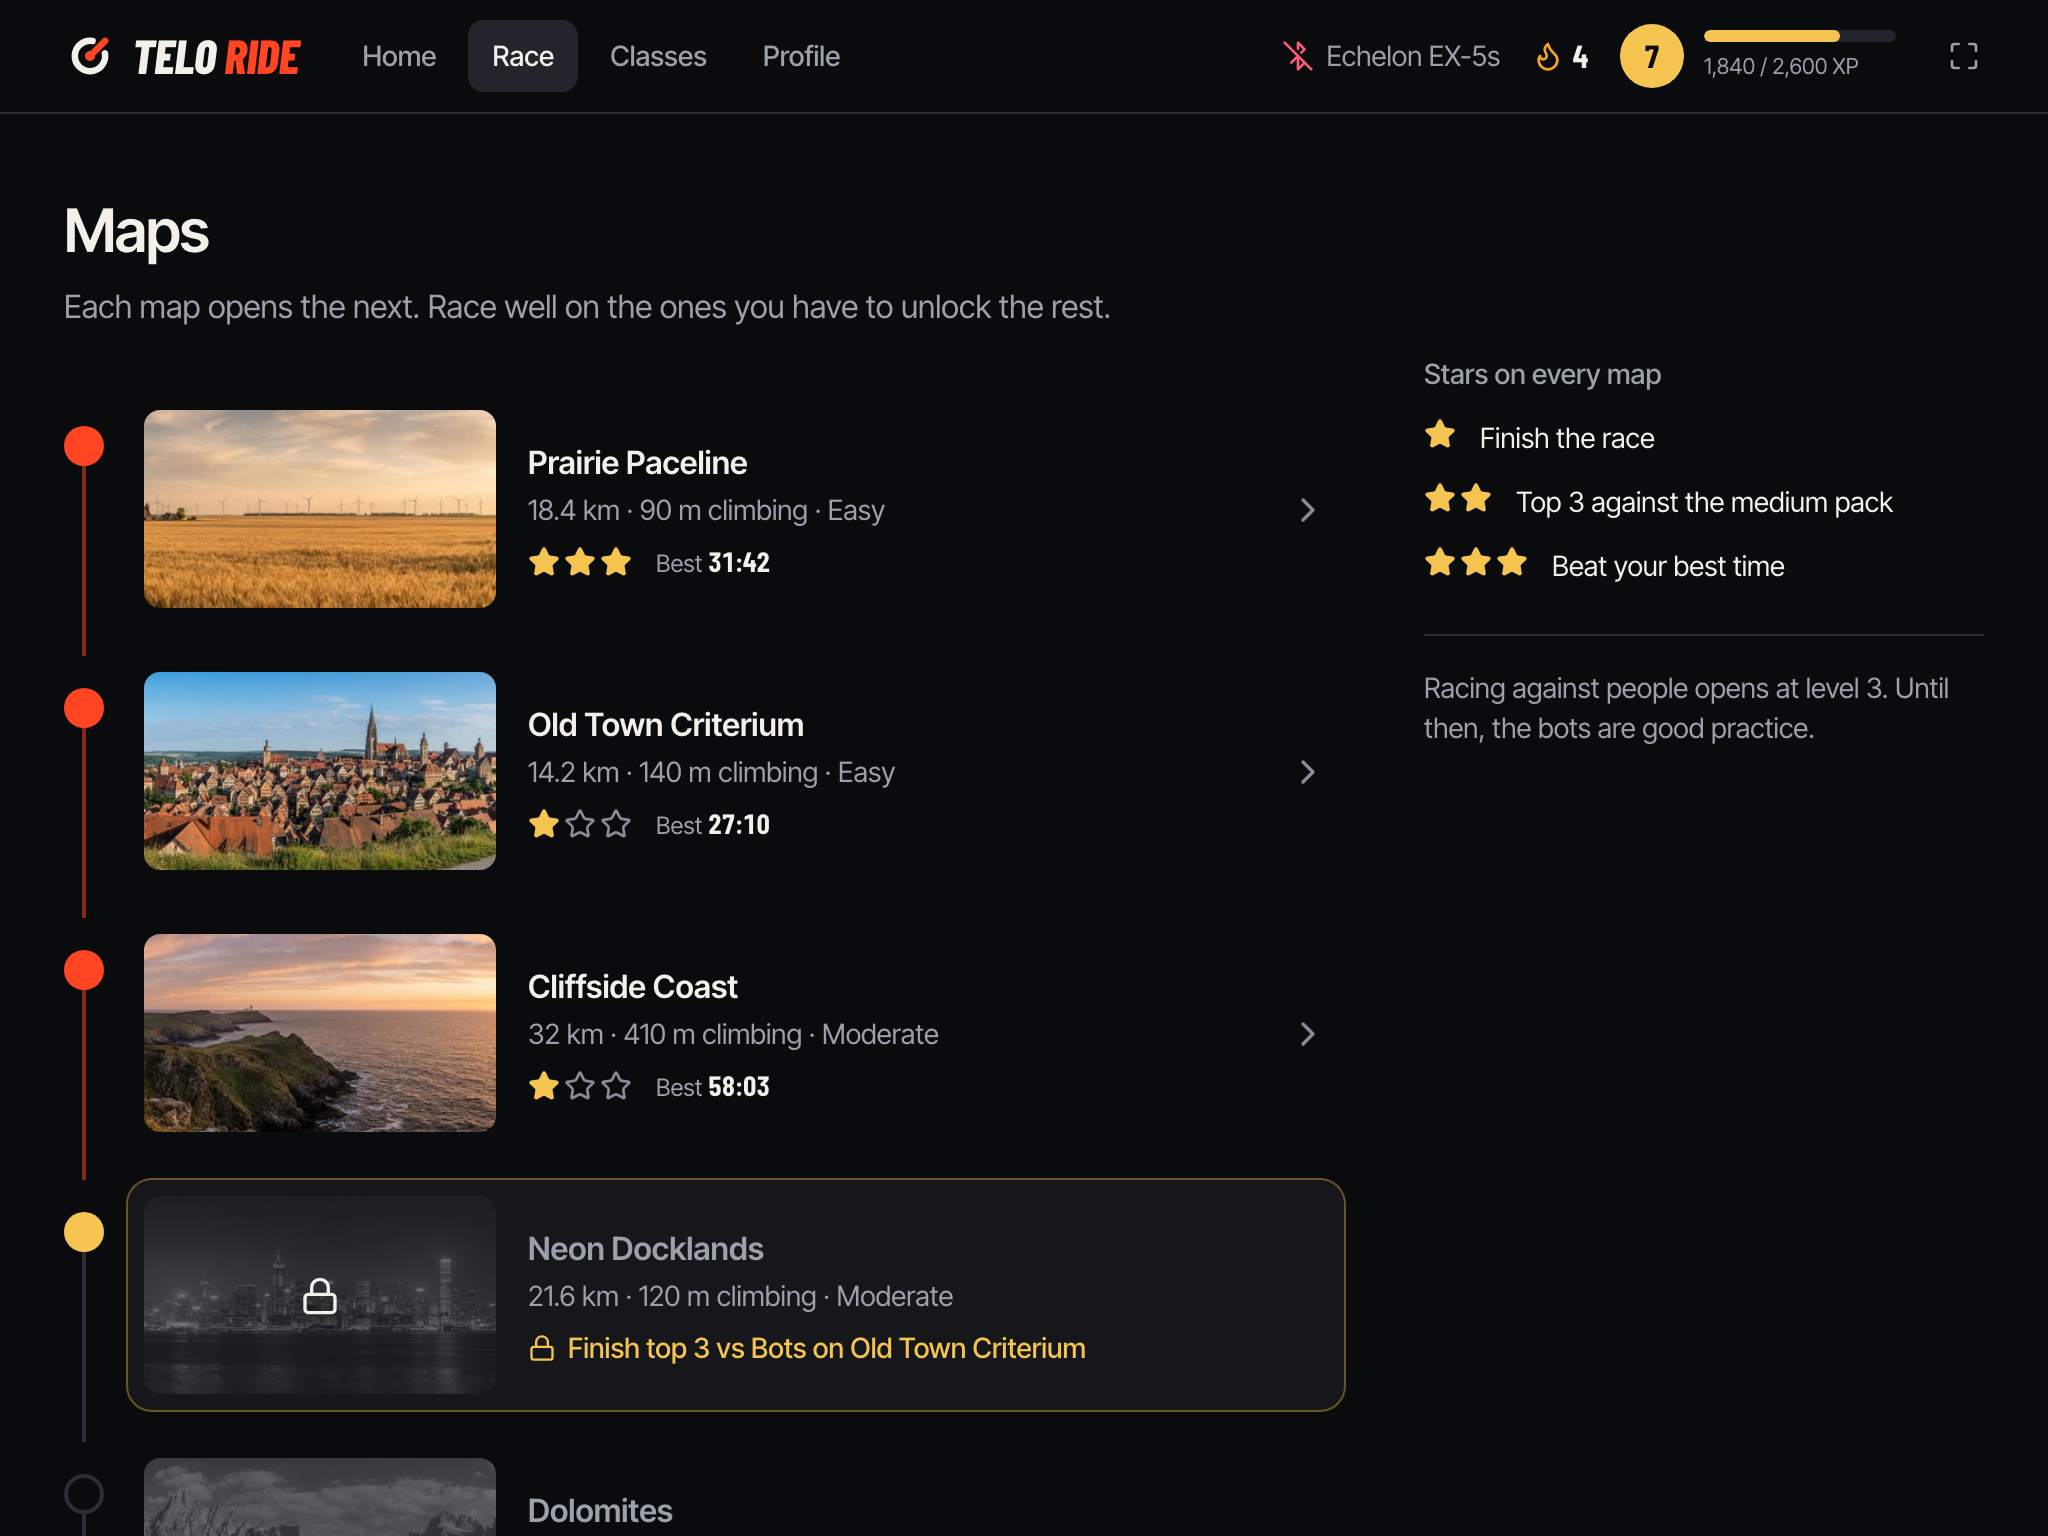 TELO RIDE
Home
Race
Classes
Profile
Echelon EX-5s
4
7
1,840 / 2,600 XP
Maps
Each map opens the next. Race well on the ones you have to unlock the rest.
Prairie Paceline
18.4 km · 90 m climbing · Easy
Best 31:42
Old Town Criterium
14.2 km · 140 m climbing · Easy
Best 27:10
Cliffside Coast
32 km · 410 m climbing · Moderate
Best 58:03
Neon Docklands
21.6 km · 120 m climbing · Moderate
Finish top 3 vs Bots on Old Town Criterium
Dolomites
Stars on every map
Finish the race
Top 3 against the medium pack
Beat your best time
Racing against people opens at level 3. Until
then, the bots are good practice.